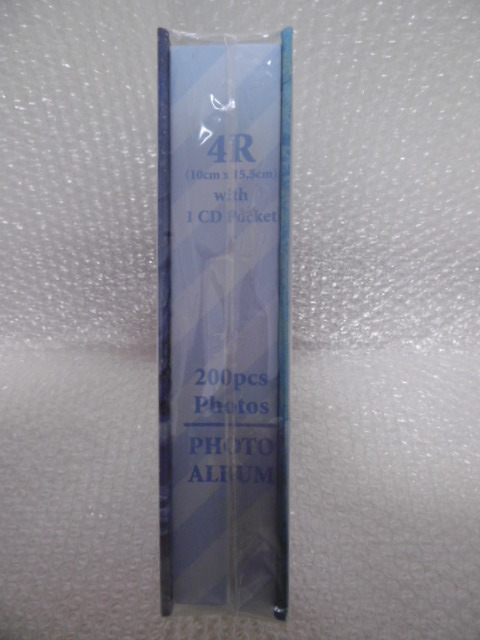 4R
(10cm x 15.5cm)
with
1 CD Pocket
200pcs
Photos
PHOTO
ALBUM